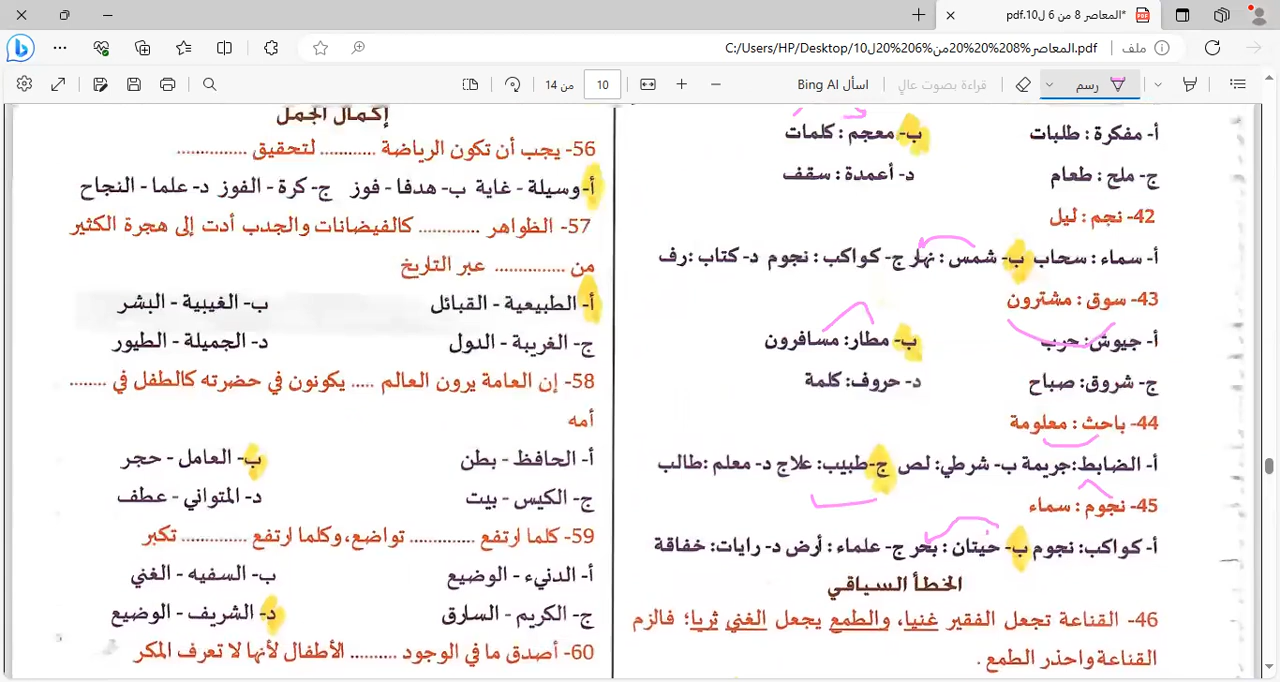 *المعاصر 8 من 6 ل10.pdf
ملف
C:/Users/HP/Desktop/المعاصر%208%20%20من%206%20ل10.pdf
رسم
قراءة بصوت عالٍ
اسأل Bing AI
10
من 14
أ- مفكرة : طلبات
ب- معجم : كلمات
ج- ملح : طعام
د- أعمدة : سقف
42- نجم : ليل
أ- سماء : سحاب ب- شمس : نهار ج- كواكب : نجوم د- كتاب :رف
43- سوق : مشترون
أ- جيوش: حرب
ب- مطار: مسافرون
ج- شروق: صباح
د- حروف: كلمة
44- باحث : معلومة
أ- الضابط:جريمة ب- شرطي: لص ج-طبيب: علاج د- معلم :طالب
45- نجوم : سماء
أ- كواكب: نجوم ب- حيتان : بحر ج- علماء : أرض د- رايات: خفاقة
الخطأ السياقي
46- القناعة تجعل الفقير غنيا، والطمع يجعل الغني ثريا؛ فالزم
القناعة واحذر الطمع .
إكمال الجمل
56- يجب أن تكون الرياضة ........... لتحقيق ............
أ- وسيلة - غاية ب- هدفا - فوز ج- كرة - الفوز د- علما - النجاح
57- الظواهر ........... كالفيضانات والجدب أدت إلى هجرة الكثير
من ............ عبر التاريخ
أ- الطبيعية - القبائل
ب- الغيبية - البشر
ج- الغريبة - الدول
د- الجميلة - الطيور
58- إن العامة يرون العالم ..... يكونون في حضرته كالطفل في ........
أمه
أ- الحافظ - بطن
ب- العامل - حجر
ج- الكيس - بيت
د- المتواني - عطف
59- كلما ارتفع ............ تواضع، وكلما ارتفع ............ تكبر
أ- الدنيء - الوضيع
ب- السفيه - الغني
ج- الكريم - السارق
د- الشريف - الوضيع
60- أصدق ما في الوجود .......... الأطفال لأنها لا تعرف المكر